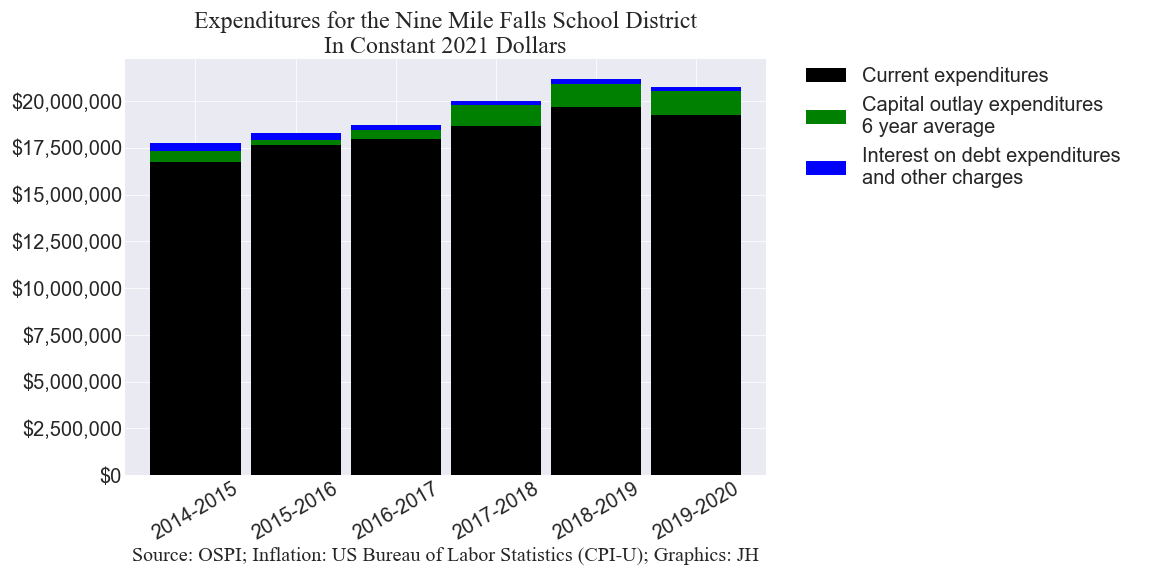 Expenditures for the Nine Mile Falls School District
In Constant 2021 Dollars
Current expenditures
Capital outlay expenditures
6 year average
Interest on debt expenditures
and other charges
$20,000,000
$17,500,000
$15,000,000
$12,500,000
$10,000,000
$7,500,000
$5,000,000
$2,500,000
$0
2014-2015
2015-2016
2016-2017
2017-2018
2018-2019
2019-2020
Source: OSPI; Inflation: US Bureau of Labor Statistics (CPI-U); Graphics: JH